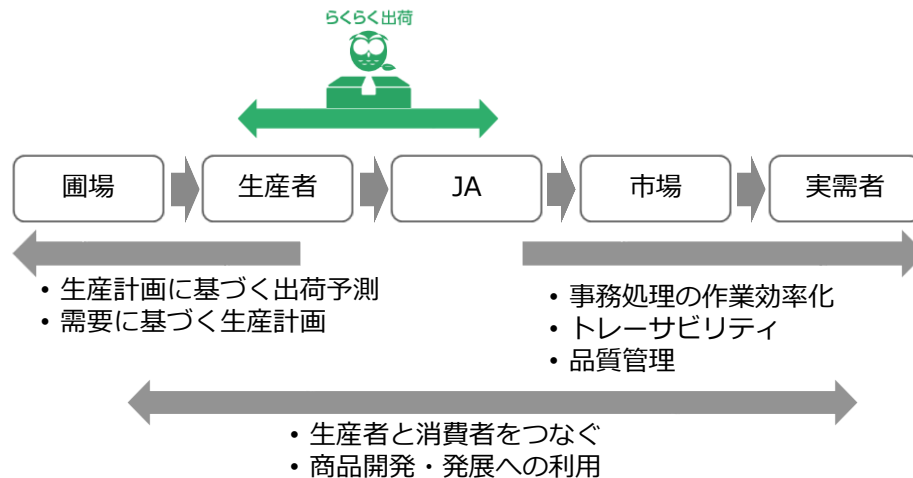 らくらく出荷
圃場
生産者
JA
市場
実需者
• 生産計画に基づく出荷予測
• 需要に基づく生産計画
• 事務処理の作業効率化
• トレーサビリティ
• 品質管理
• 生産者と消費者をつなぐ
• 商品開発・発展への利用